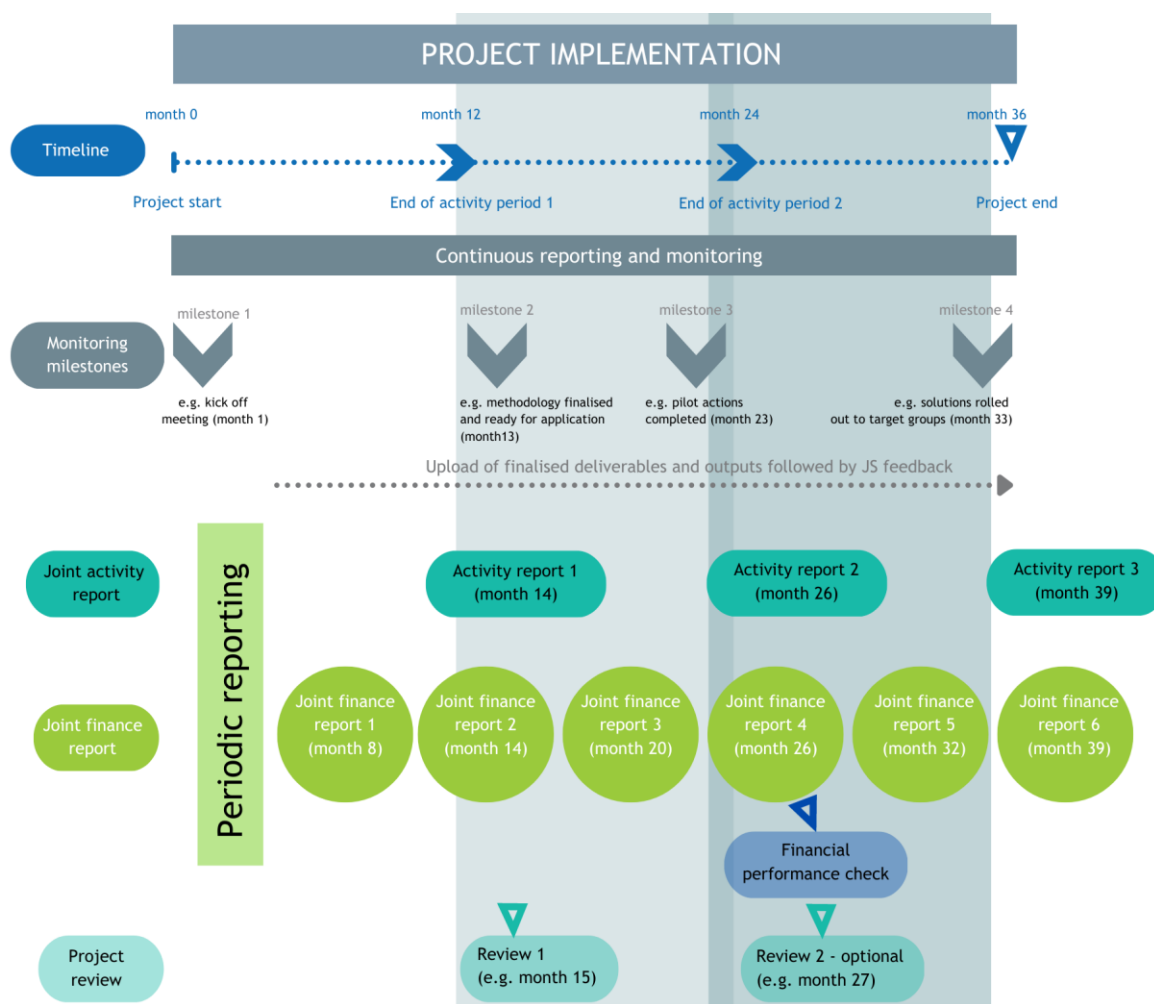 PROJECT IMPLEMENTATION
month 0
month 12
month 24
month 36
Timeline
Project start
End of activity period 1
End of activity period 2
Project end
Continuous reporting and monitoring
milestone 1
milestone 2
milestone 3
milestone 4
Monitoring
milestones
e.g. kick off
meeting (month 1)
e.g. methodology finalised
and ready for application
(month13)
e.g. pilot actions
completed (month 23)
e.g. solutions rolled
out to target groups (month 33)
Upload of finalised deliverables and outputs followed by JS feedback
Periodic reporting
Joint activity
report
Activity report 1
(month 14)
Activity report 2
(month 26)
Activity report 3
(month 39)
Joint finance
report
Joint finance
report 1
(month 8)
Joint finance
report 2
(month 14)
Joint finance
report 3
(month 20)
Joint finance
report 4
(month 26)
Joint finance
report 5
(month 32)
Joint finance
report 6
(month 39)
Financial
performance check
Project
review
Review 1
(e.g. month 15)
Review 2 - optional
(e.g. month 27)